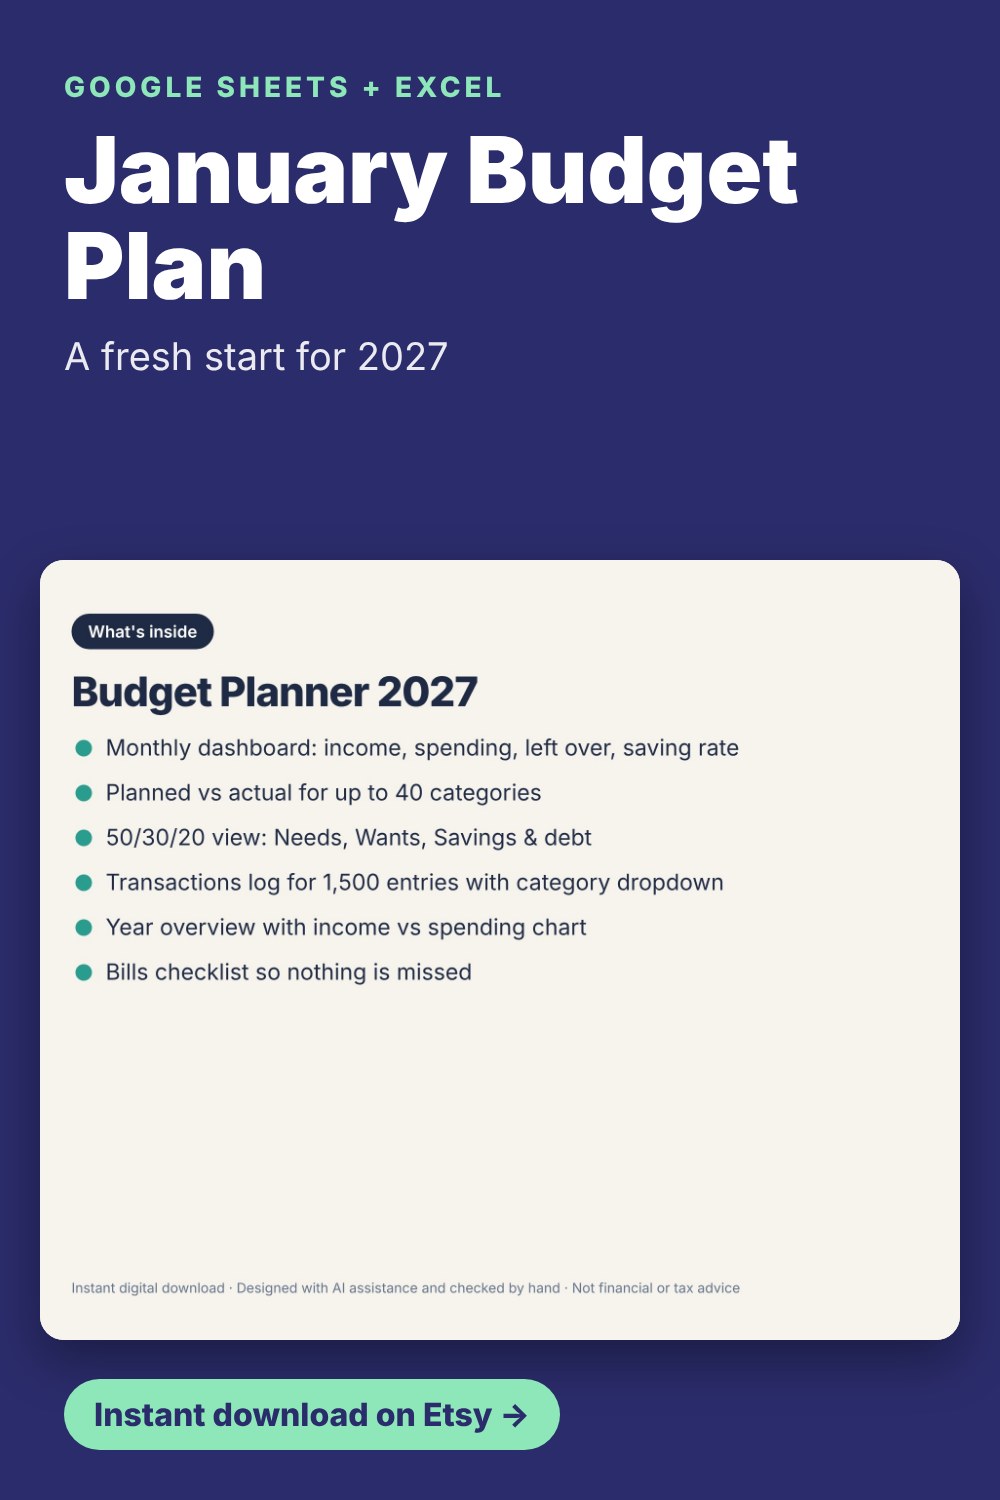 GOOGLE SHEETS + EXCEL
January Budget
Plan
A fresh start for 2027
What's inside
Budget Planner 2027
Monthly dashboard: income, spending, left over, saving rate
Planned vs actual for up to 40 categories
50/30/20 view: Needs, Wants, Savings & debt
Transactions log for 1,500 entries with category dropdown
Year overview with income vs spending chart
Bills checklist so nothing is missed
Instant digital download · Designed with AI assistance and checked by hand · Not financial or tax advice
Instant download on Etsy →